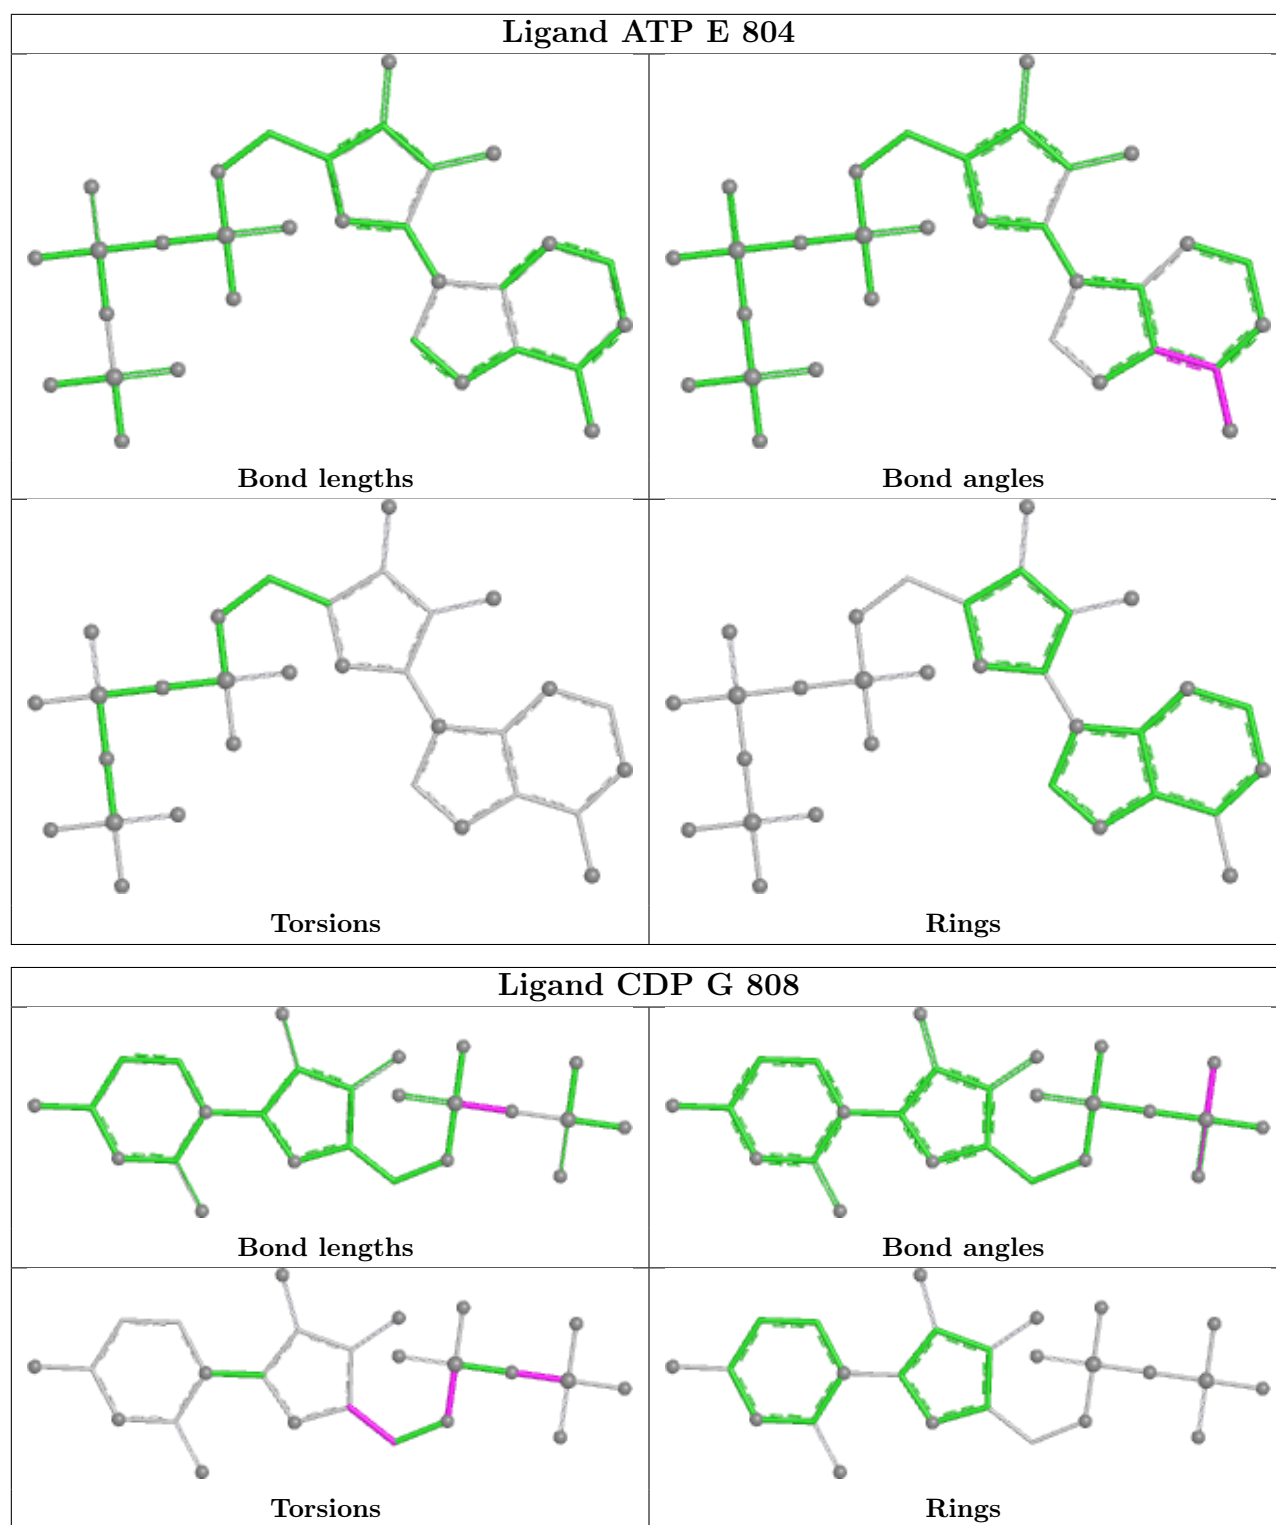 Ligand ATP E 804
Bond lengths
Bond angles
Torsions
Rings
Ligand CDP G 808
Bond lengths
Bond angles
Torsions
Rings